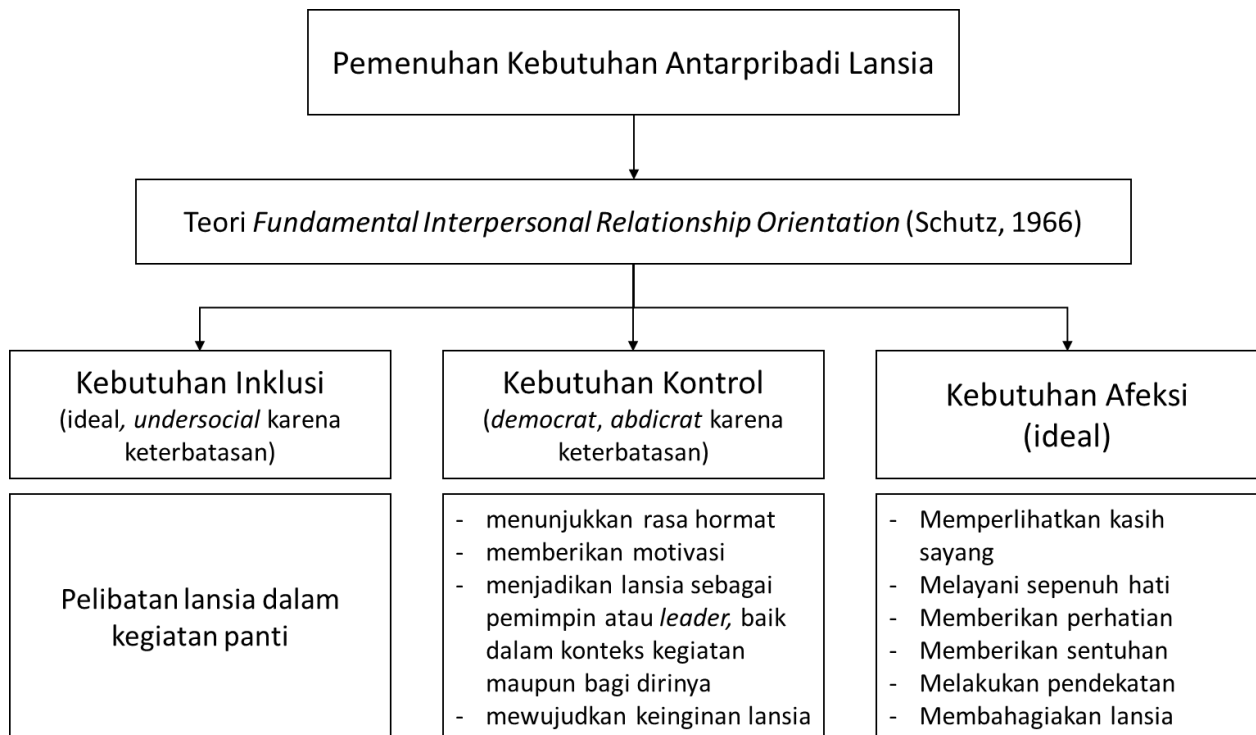 Pemenuhan Kebutuhan Antarpribadi Lansia
Teori Fundamental Interpersonal Relationship Orientation (Schutz, 1966)
Kebutuhan Inklusi
(ideal, undersocial karena
keterbatasan)
Kebutuhan Kontrol
(democrat, abdicrat karena
keterbatasan)
Kebutuhan Afeksi
(ideal)
Pelibatan lansia dalam
kegiatan panti
- menunjukkan rasa hormat
- memberikan motivasi
- menjadikan lansia sebagai
pemimpin atau leader, baik
dalam konteks kegiatan
maupun bagi dirinya
- mewujudkan keinginan lansia
- Memperlihatkan kasih
sayang
- Melayani sepenuh hati
- Memberikan perhatian
- Memberikan sentuhan
- Melakukan pendekatan
- Membahagiakan lansia